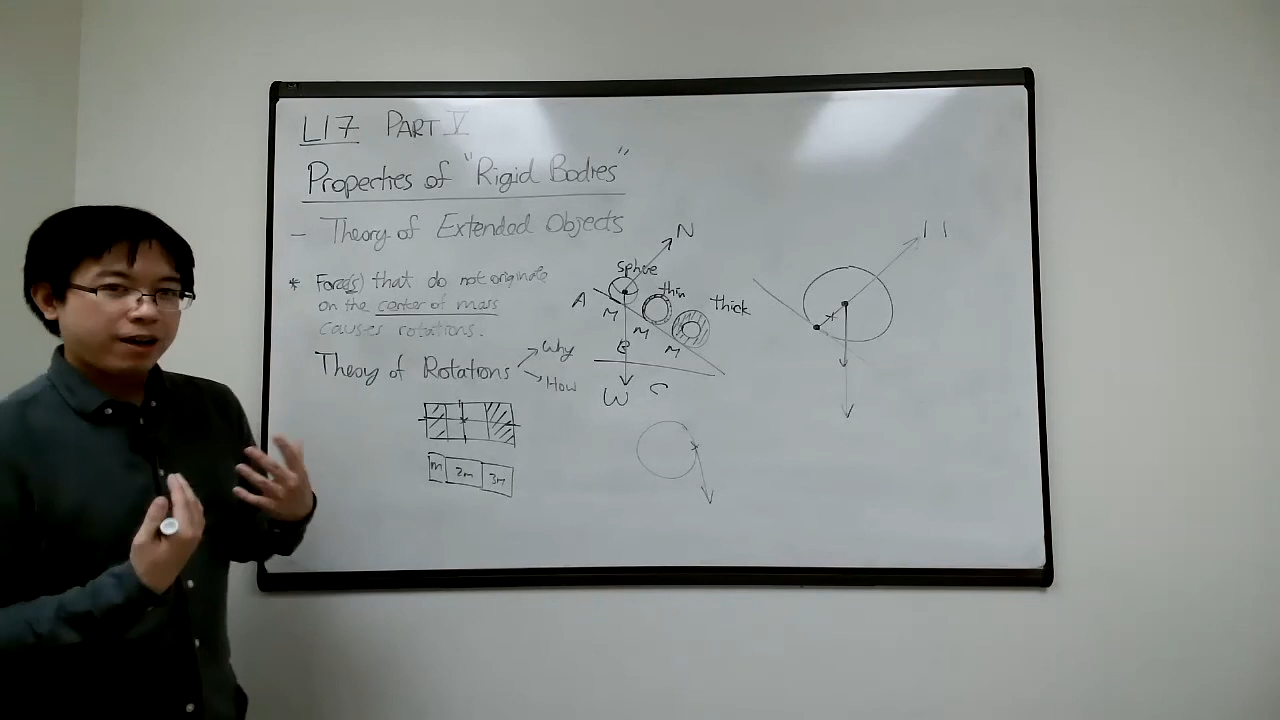 L17 PART V
Properties of "Rigid Bodies"
- Theory of Extended Objects
* Force(s) that do not originate
on the center of mass
causes rotations.
Theory of Rotations
Why
How
m 2m 3m
N
sphere
thin
thick
A
M
M
M
B
W
C